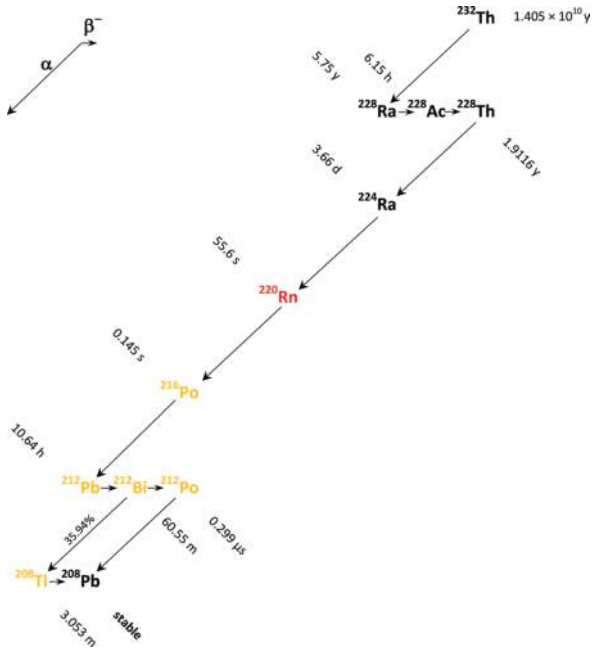 ²³²Th 1.405 × 10¹⁰ y
β⁻
α
5.75 y 6.15 h
²²⁸Ra ²²⁸Ac ²²⁸Th
3.66 d 1.9116 y
²²⁴Ra
55.6 s
²²⁰Rn
0.145 s
²¹⁶Po
10.64 h
²¹²Pb ²¹²Bi ²¹²Po
35.94% 60.55 m 0.299 μs
²⁰⁸Tl ²⁰⁸Pb
3.053 m stable